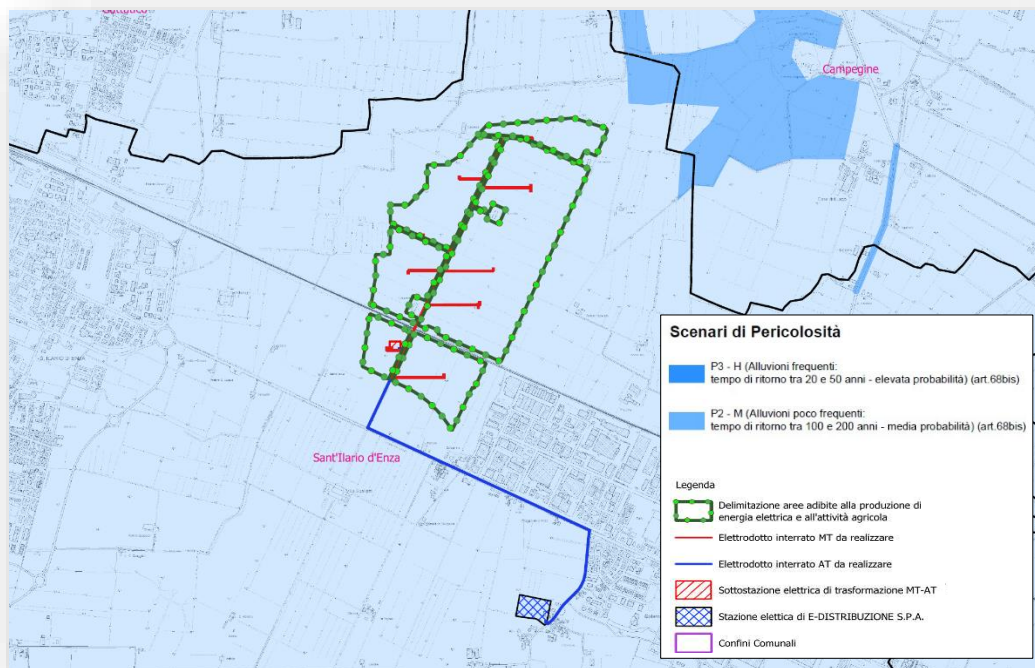 Campegine
Sant'Ilario d'Enza
Scenari di Pericolosità
P3 - H (Alluvioni frequenti:
tempo di ritorno tra 20 e 50 anni - elevata probabilità) (art.68bis)
P2 - M (Alluvioni poco frequenti:
tempo di ritorno tra 100 e 200 anni - media probabilità) (art.68bis)
Legenda
Delimitazione aree adibite alla produzione di
energia elettrica e all'attività agricola
Elettrodotto interrato MT da realizzare
Elettrodotto interrato AT da realizzare
Sottostazione elettrica di trasformazione MT-AT
Stazione elettica di E-DISTRIBUZIONE S.P.A.
Confini Comunali